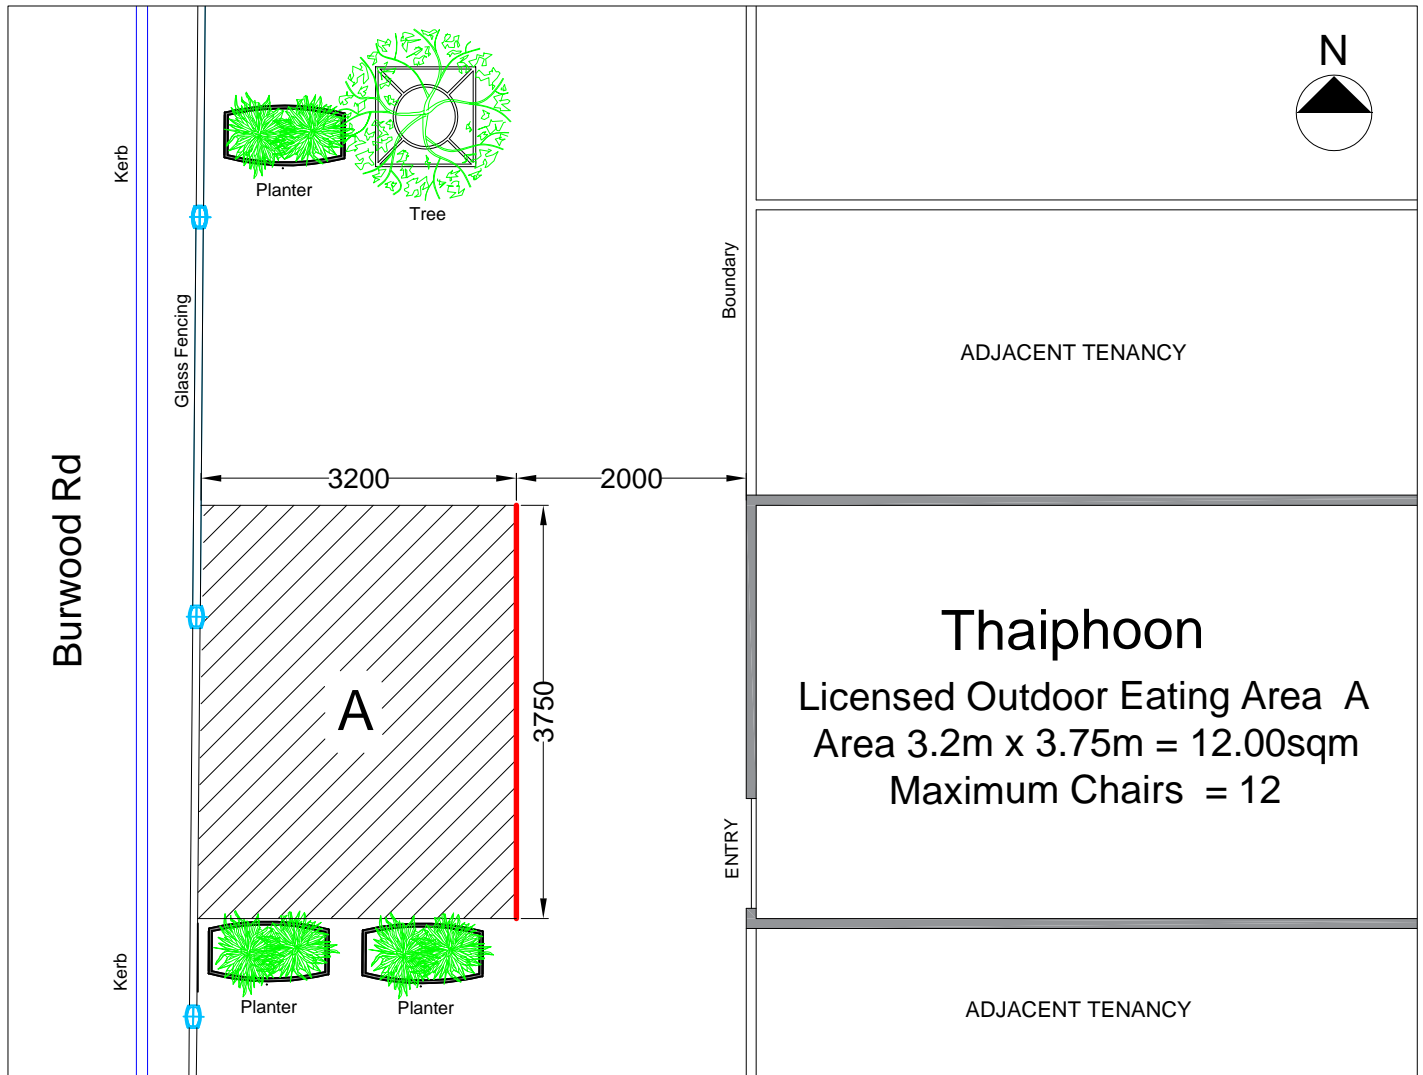 N
Kerb
Planter
Tree
Boundary
Glass Fencing
ADJACENT TENANCY
Burwood Rd
3200
2000
Thaiphoon
Licensed Outdoor Eating Area A
Area 3.2m x 3.75m = 12.00sqm
Maximum Chairs = 12
A
3750
ENTRY
Kerb
Planter
Planter
ADJACENT TENANCY